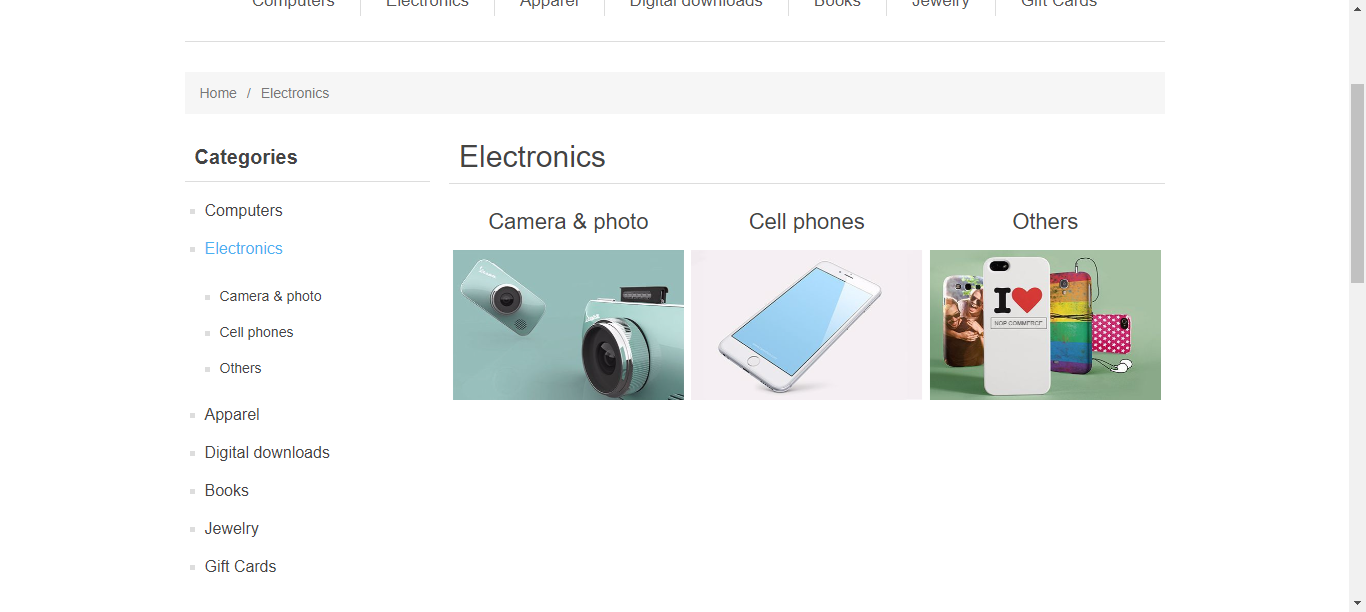 Computers Electronics Apparel Digital downloads Books Jewelry Gift Cards
Home / Electronics
Categories
Computers
Electronics
Camera & photo
Cell phones
Others
Apparel
Digital downloads
Books
Jewelry
Gift Cards
Electronics
Camera & photo
Cell phones
Others
I
NOP COMMERCE